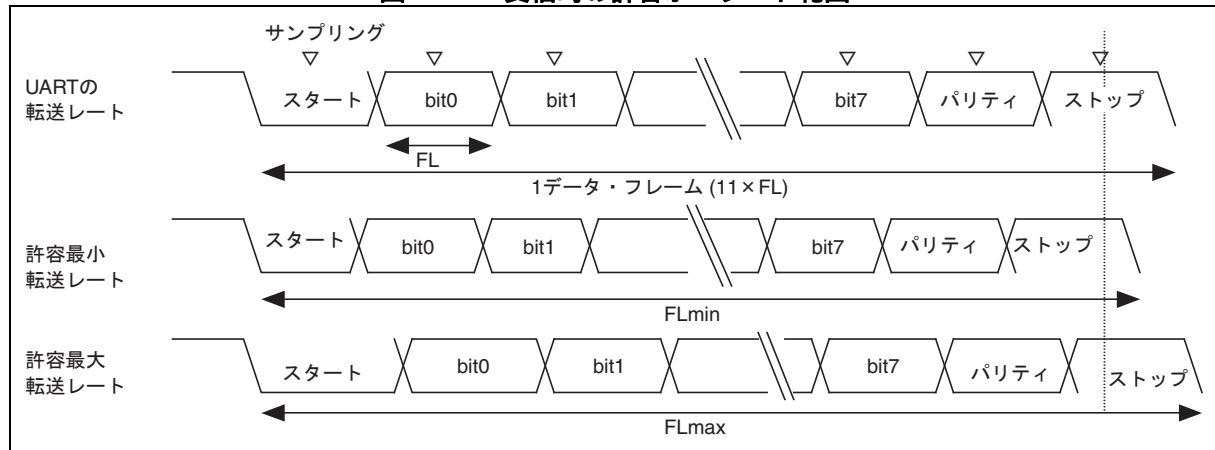 サンプリング
UARTの
転送レート
スタート
bit0
bit1
bit7
パリティ
ストップ
FL
1データ・フレーム (11×FL)
許容最小
転送レート
スタート
bit0
bit1
bit7
パリティ
ストップ
FLmin
許容最大
転送レート
スタート
bit0
bit1
bit7
パリティ
ストップ
FLmax